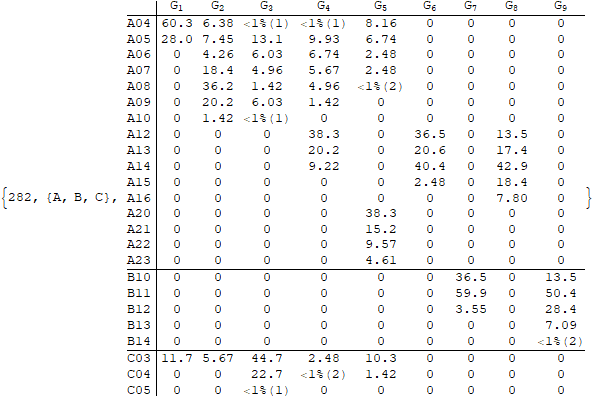 G₁ G₂ G₃ G₄ G₅ G₆ G₇ G₈ G₉
A04 60.3 6.38 <1%(1) <1%(1) 8.16 0 0 0 0
A05 28.0 7.45 13.1 9.93 6.74 0 0 0 0
A06 0 4.26 6.03 6.74 2.48 0 0 0 0
A07 0 18.4 4.96 5.67 2.48 0 0 0 0
A08 0 36.2 1.42 4.96 <1%(2) 0 0 0 0
A09 0 20.2 6.03 1.42 0 0 0 0 0
A10 0 1.42 <1%(1) 0 0 0 0 0 0
A12 0 0 0 38.3 0 36.5 0 13.5 0
A13 0 0 0 20.2 0 20.6 0 17.4 0
A14 0 0 0 9.22 0 40.4 0 42.9 0
A15 0 0 0 0 0 2.48 0 18.4 0
{282, {A, B, C}, A16 0 0 0 0 0 0 0 7.80 0 }
A20 0 0 0 0 38.3 0 0 0 0
A21 0 0 0 0 15.2 0 0 0 0
A22 0 0 0 0 9.57 0 0 0 0
A23 0 0 0 0 4.61 0 0 0 0
B10 0 0 0 0 0 0 36.5 0 13.5
B11 0 0 0 0 0 0 59.9 0 50.4
B12 0 0 0 0 0 0 3.55 0 28.4
B13 0 0 0 0 0 0 0 0 7.09
B14 0 0 0 0 0 0 0 0 <1%(2)
C03 11.7 5.67 44.7 2.48 10.3 0 0 0 0
C04 0 0 22.7 <1%(2) 1.42 0 0 0 0
C05 0 0 <1%(1) 0 0 0 0 0 0